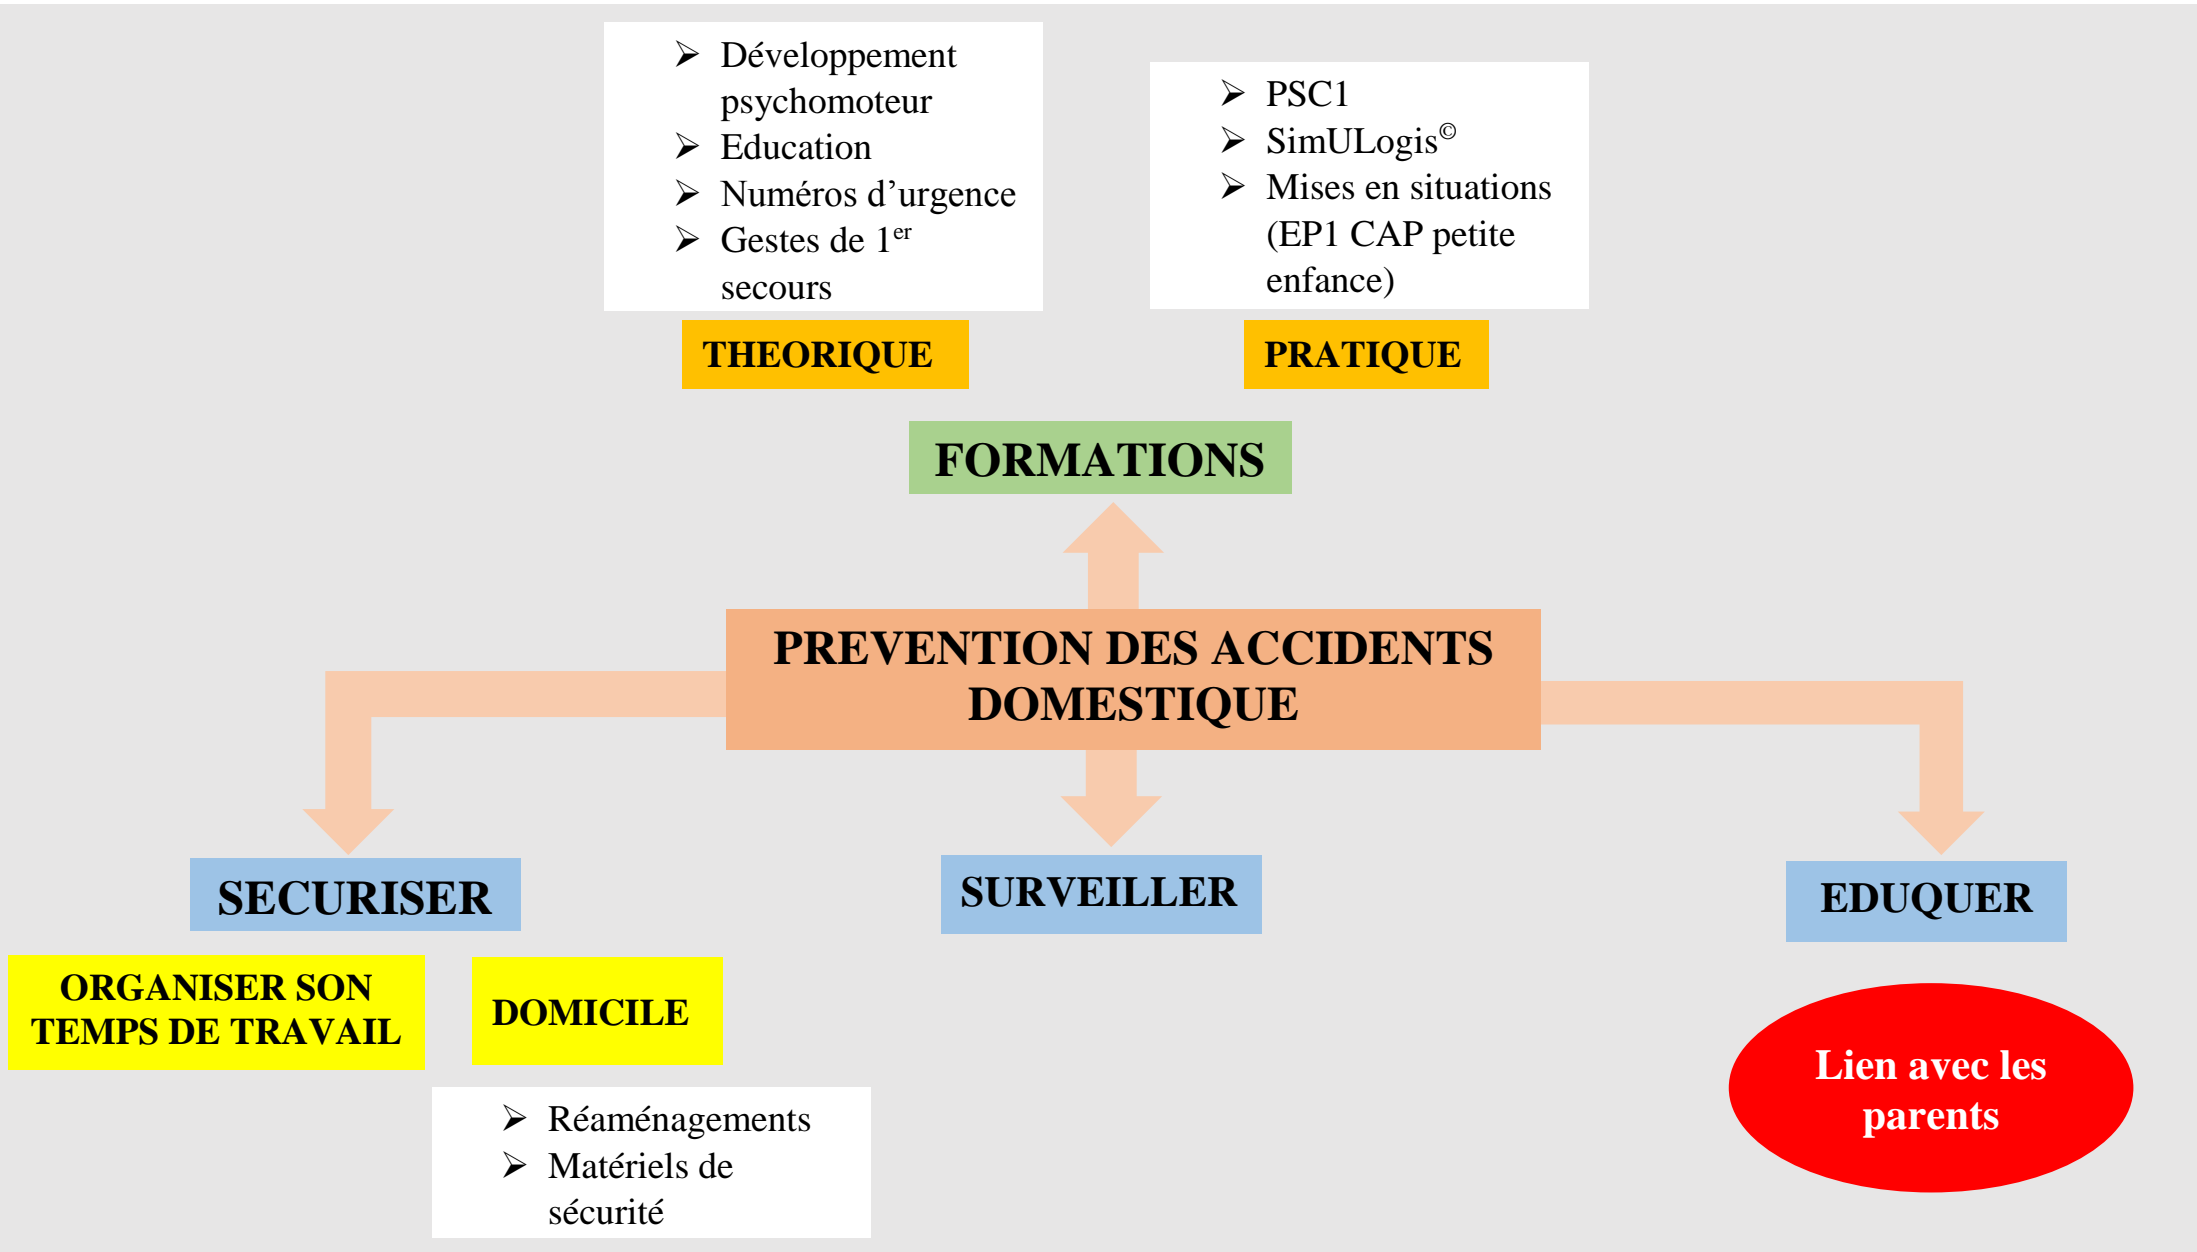 ➢ Développement
psychomoteur
➢ Education
➢ Numéros d’urgence
➢ Gestes de 1er
secours
➢ PSC1
➢ SimULogis©
➢ Mises en situations
(EP1 CAP petite
enfance)
THEORIQUE
PRATIQUE
FORMATIONS
PREVENTION DES ACCIDENTS
DOMESTIQUE
SECURISER
SURVEILLER
EDUQUER
ORGANISER SON
TEMPS DE TRAVAIL
DOMICILE
➢ Réaménagements
➢ Matériels de
sécurité
Lien avec les
parents